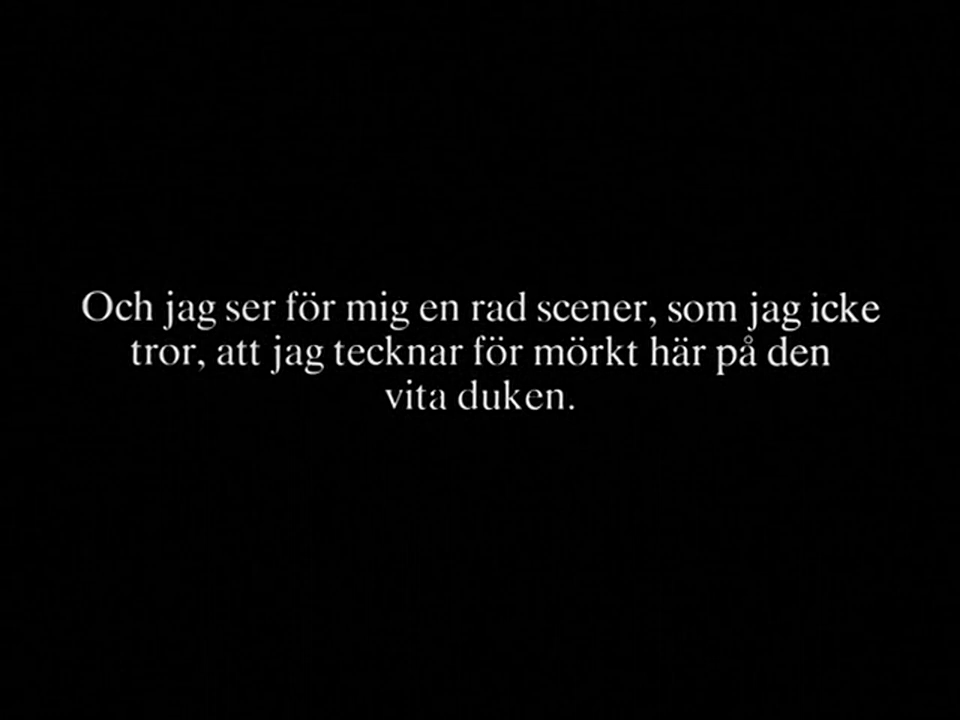 Och jag ser för mig en rad scener, som jag icke
tror, att jag tecknar för mörkt här på den
vita duken.